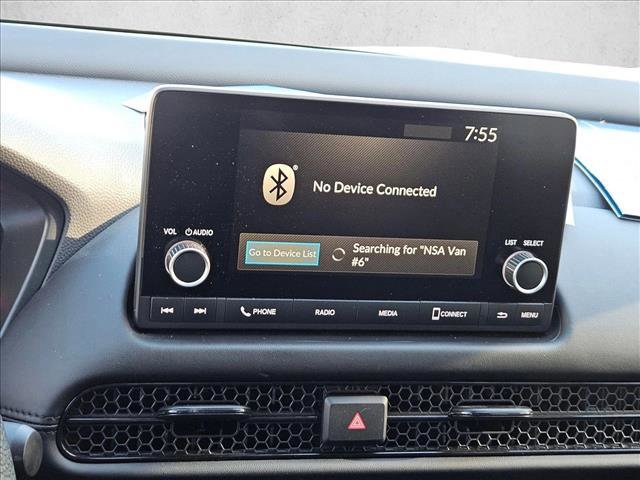 7:55
No Device Connected
VOL AUDIO
LIST SELECT
Go to Device List
Searching for "NSA Van
#6"
PHONE
RADIO
MEDIA
CONNECT
MENU